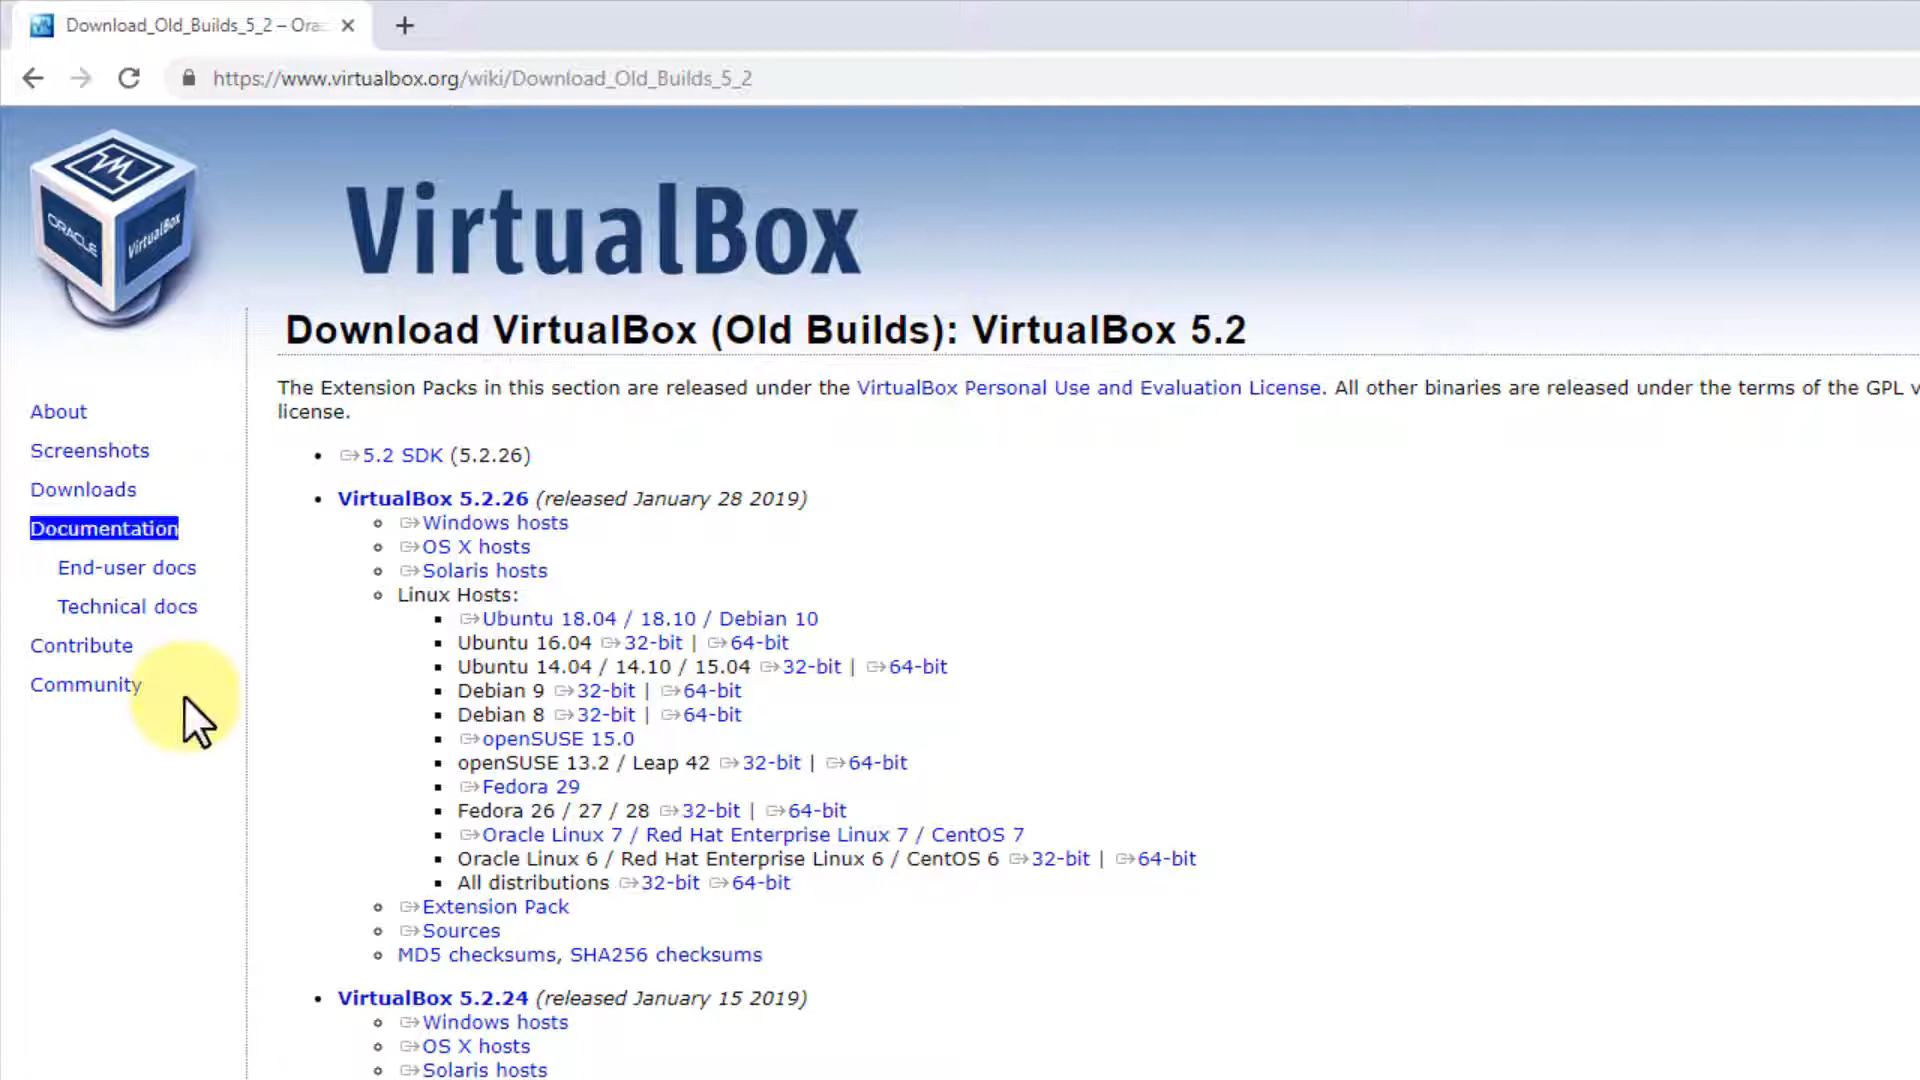 Download_Old_Builds_5_2 – Ora
https://www.virtualbox.org/wiki/Download_Old_Builds_5_2
ORACLE
VirtualBox
VirtualBox
Download VirtualBox (Old Builds): VirtualBox 5.2
The Extension Packs in this section are released under the VirtualBox Personal Use and Evaluation License. All other binaries are released under the terms of the GPL v
license.
About
Screenshots
Downloads
Documentation
End-user docs
Technical docs
Contribute
Community
5.2 SDK (5.2.26)
VirtualBox 5.2.26 (released January 28 2019)
Windows hosts
OS X hosts
Solaris hosts
Linux Hosts:
Ubuntu 18.04 / 18.10 / Debian 10
Ubuntu 16.04 32-bit | 64-bit
Ubuntu 14.04 / 14.10 / 15.04 32-bit | 64-bit
Debian 9 32-bit | 64-bit
Debian 8 32-bit | 64-bit
openSUSE 15.0
openSUSE 13.2 / Leap 42 32-bit | 64-bit
Fedora 29
Fedora 26 / 27 / 28 32-bit | 64-bit
Oracle Linux 7 / Red Hat Enterprise Linux 7 / CentOS 7
Oracle Linux 6 / Red Hat Enterprise Linux 6 / CentOS 6 32-bit | 64-bit
All distributions 32-bit 64-bit
Extension Pack
Sources
MD5 checksums, SHA256 checksums
VirtualBox 5.2.24 (released January 15 2019)
Windows hosts
OS X hosts
Solaris hosts